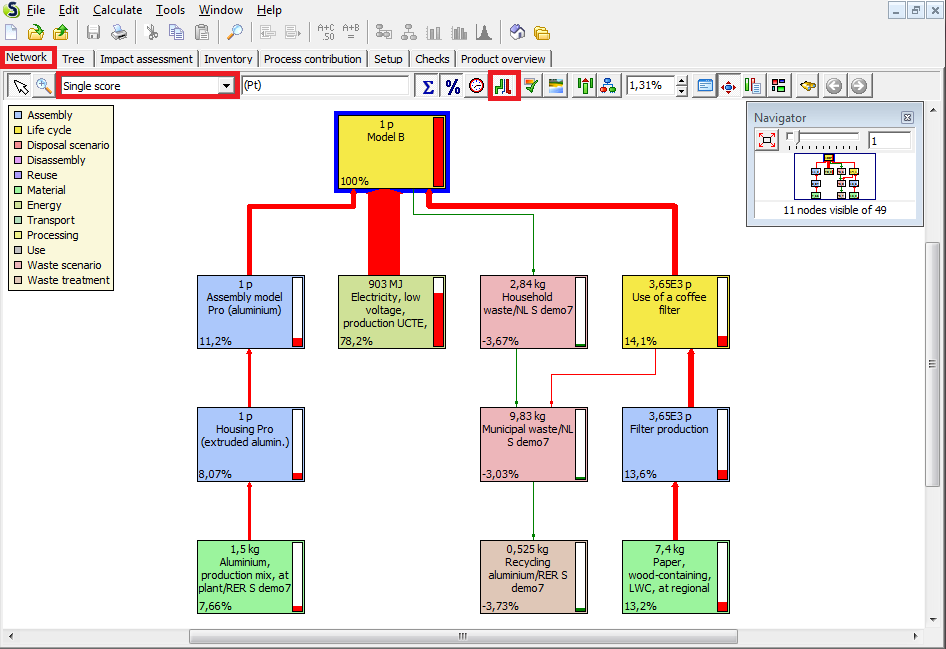 File Edit Calculate Tools Window Help
A+C .50 A+B =
Network Tree Impact assessment Inventory Process contribution Setup Checks Product overview
Single score (Pt) Σ % 1,31%
Assembly
Life cycle
Disposal scenario
Disassembly
Reuse
Material
Energy
Transport
Processing
Use
Waste scenario
Waste treatment
1 p
Model B
100%
Navigator
1
11 nodes visible of 49
1 p
Assembly model
Pro (aluminium)
11,2%
903 MJ
Electricity, low
voltage,
production UCTE,
78,2%
2,84 kg
Household
waste/NL S demo7
-3,67%
3,65E3 p
Use of a coffee
filter
14,1%
1 p
Housing Pro
(extruded alumin.)
8,07%
9,83 kg
Municipal waste/NL
S demo7
-3,03%
3,65E3 p
Filter production
13,6%
1,5 kg
Aluminium,
production mix, at
plant/RER S demo7
7,66%
0,525 kg
Recycling
aluminium/RER S
demo7
-3,73%
7,4 kg
Paper,
wood-containing,
LWC, at regional
13,2%